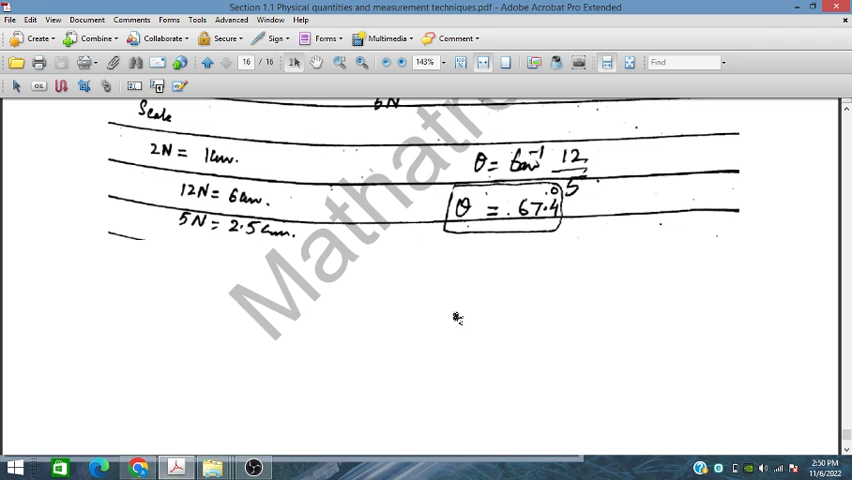 Section 1.1 Physical quantities and measurement techniques.pdf - Adobe Acrobat Pro Extended
File Edit View Document Comments Forms Tools Advanced Window Help
Create Combine Collaborate Secure Sign Forms Multimedia Comment
16 / 16 143% Find
5N
Scale
2N = 1cm.
12N = 6cm.
5N = 2.5cm.
θ = tan⁻¹ 12/5
θ = 67.4°
Mathatr
2:50 PM
11/6/2022